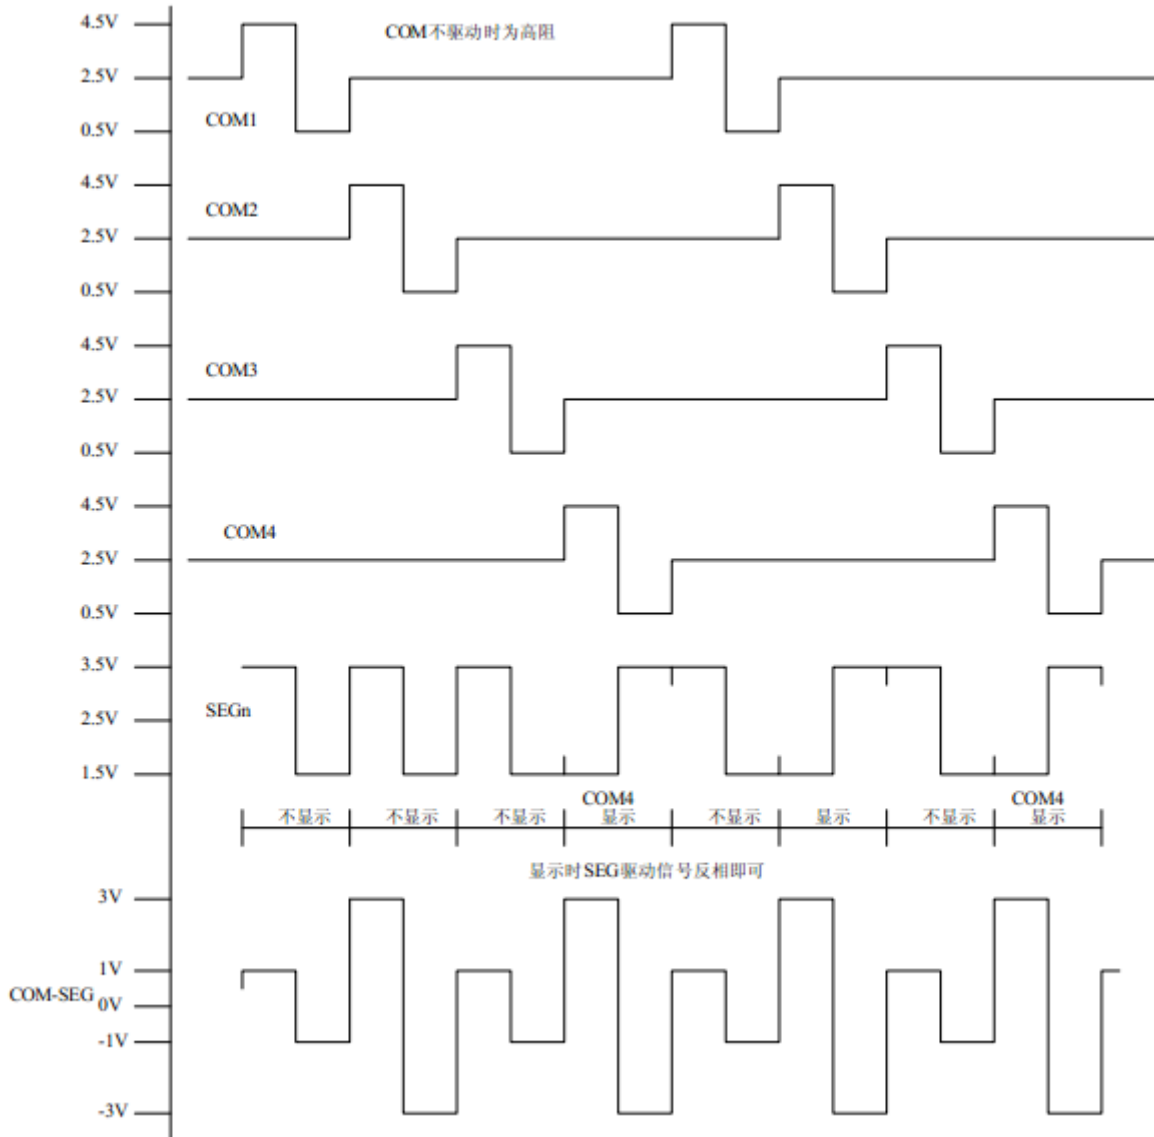 4.5V
COM不驱动时为高阻
2.5V
COM1
0.5V
4.5V
COM2
2.5V
0.5V
4.5V
COM3
2.5V
0.5V
4.5V
COM4
2.5V
0.5V
3.5V
SEGn
2.5V
1.5V
COM4 COM4
不显示 不显示 不显示 显示 不显示 显示 不显示 显示
显示时SEG驱动信号反相即可
3V
1V
COM-SEG 0V
-1V
-3V